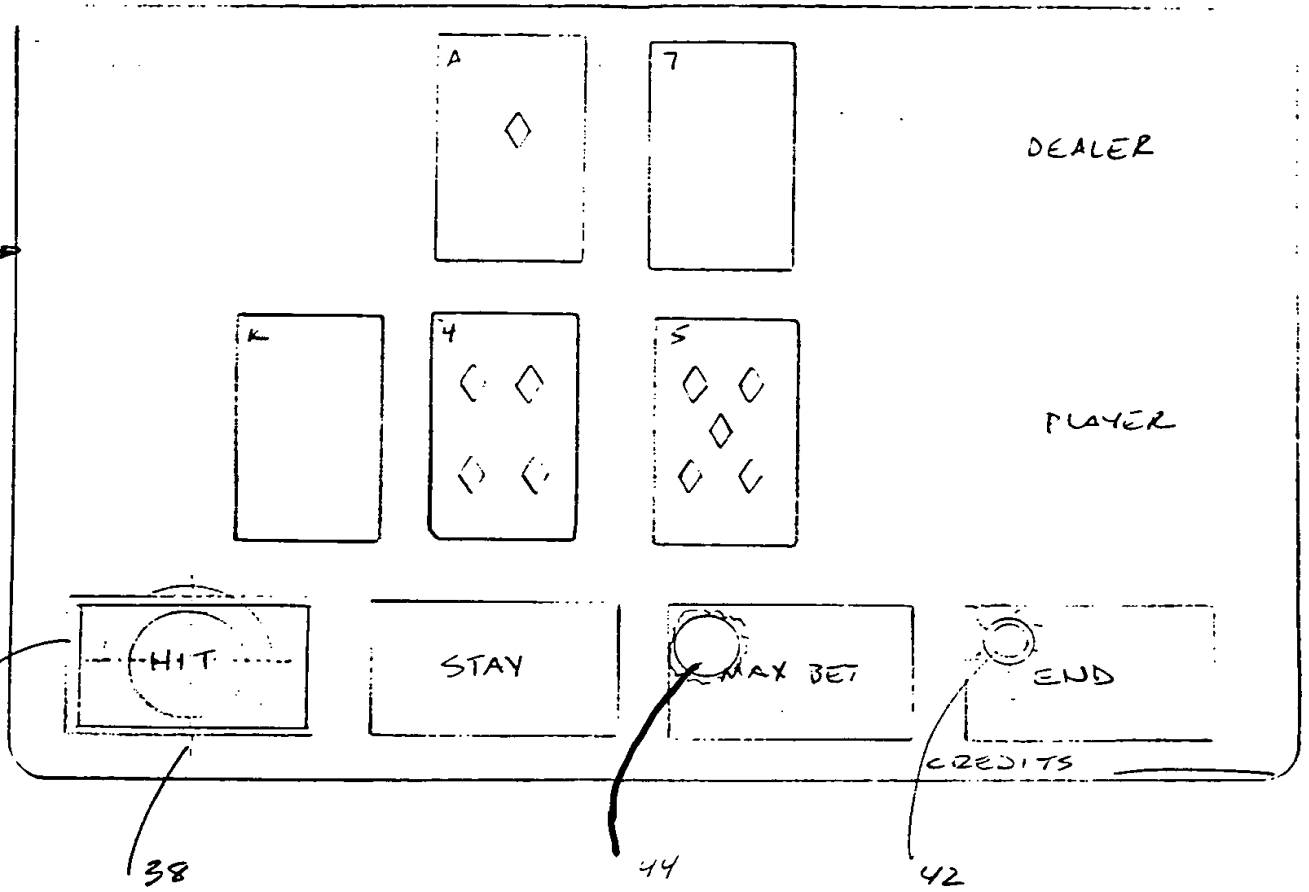 A 7
DEALER
K 4 5
PLAYER
HIT STAY MAX BET END
CREDITS
38 44 42